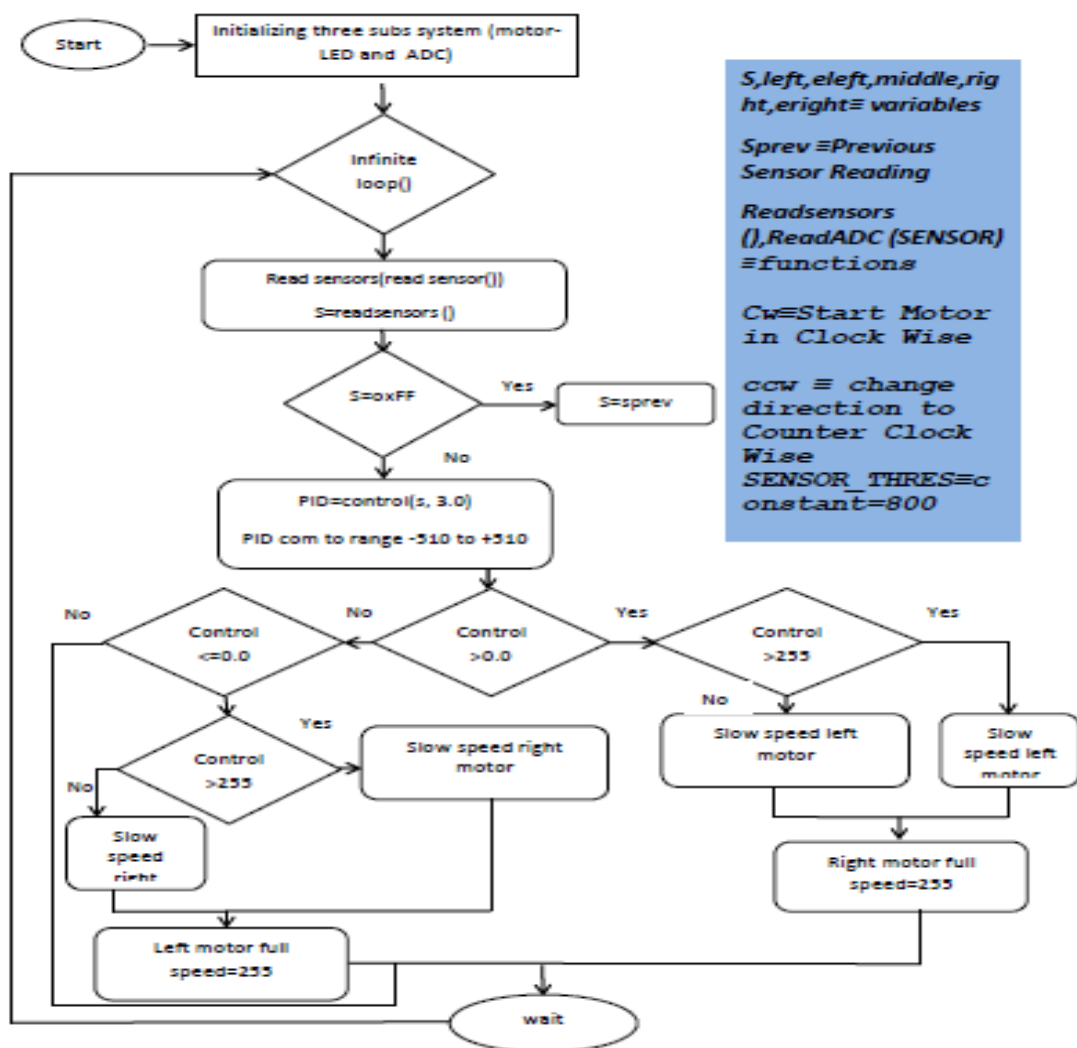 Start
Initializing three subs system (motor-
LED and ADC)
Infinite
loop()
Read sensors(read sensor())
S=readsensors ()
S=oxFF
Yes
S=sprev
No
PID=control(s, 3.0)
PID com to range -510 to +510
No
Control
<=0.0
No
Control
>0.0
Yes
Control
>255
Yes
No
Slow speed left
motor
Slow
speed left
motor
Yes
Control
>255
Slow speed right
motor
No
Slow
speed
right
Right motor full
speed=255
Left motor full
speed=255
wait
S,left,eleft,middle,rig
ht,eright≡ variables
Sprev ≡Previous
Sensor Reading
Readsensors
(),ReadADC (SENSOR)
≡functions
Cw≡Start Motor
in Clock Wise
ccw ≡ change
direction to
Counter Clock
Wise
SENSOR_THRES≡c
onstant=800